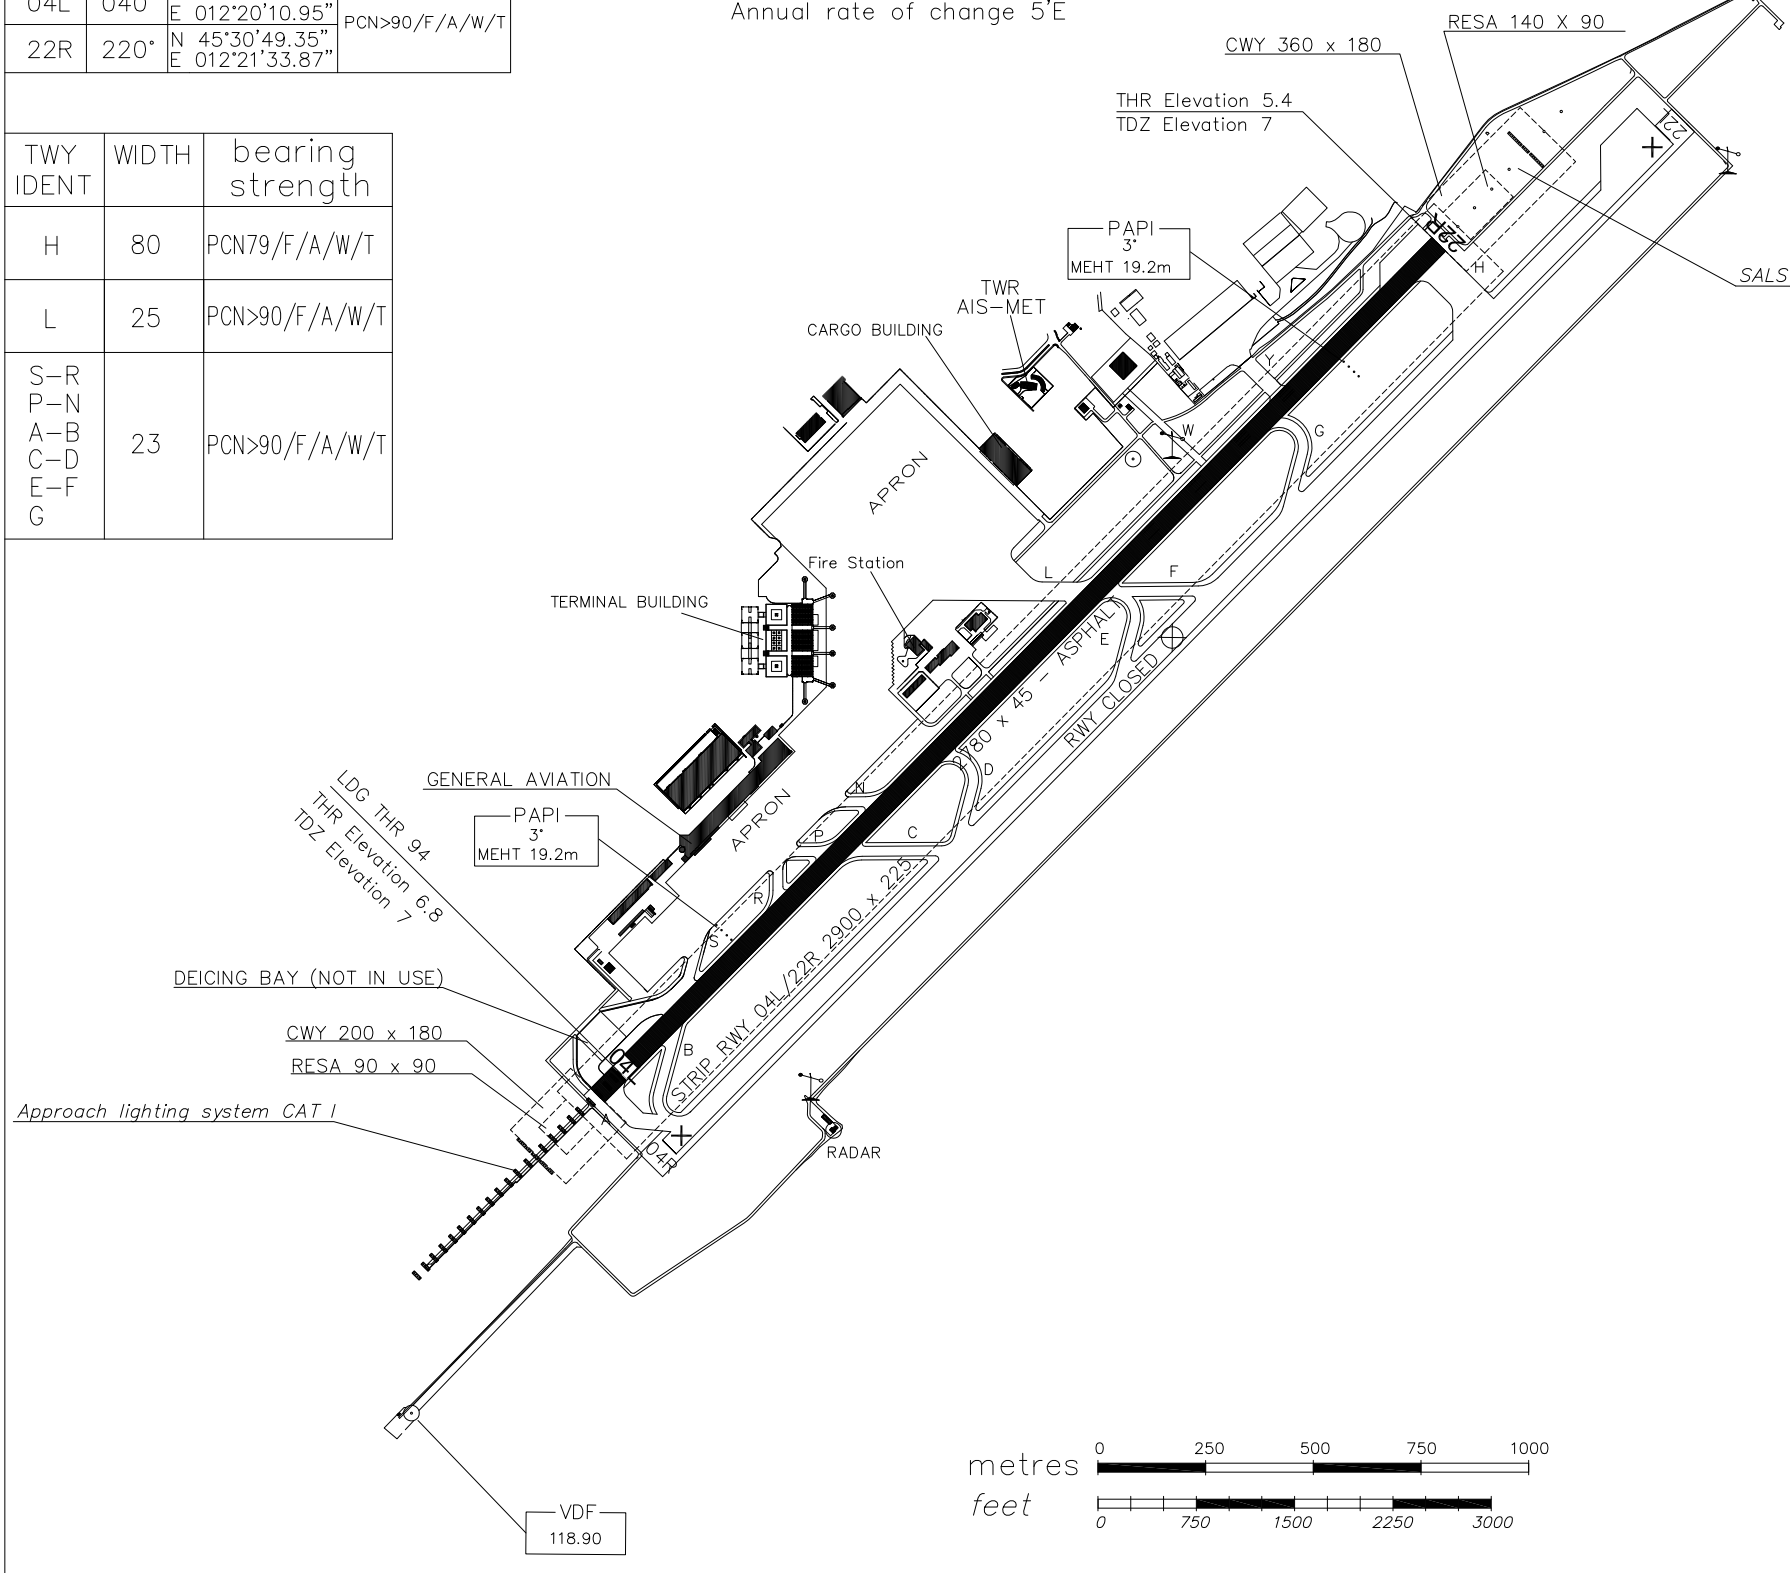 04L 040°
E 012°20'10.95"
PCN>90/F/A/W/T
22R 220° N 45°30'49.35"
E 012°21'33.87"
Annual rate of change 5'E
TWY IDENT WIDTH bearing strength
H 80 PCN79/F/A/W/T
L 25 PCN>90/F/A/W/T
S-R
P-N
A-B
C-D
E-F
G
23 PCN>90/F/A/W/T
RESA 140 X 90
CWY 360 x 180
THR Elevation 5.4
TDZ Elevation 7
22L
22R
H
SALS
PAPI
3°
MEHT 19.2m
TWR
AIS-MET
CARGO BUILDING
Y
W
G
APRON
L
F
Fire Station
TERMINAL BUILDING
E
2780 x 45 - ASPHAL
RWY CLOSED
D
N
C
P
GENERAL AVIATION
APRON
PAPI
3°
MEHT 19.2m
LDG THR 94
THR Elevation 6.8
TDZ Elevation 7
R
S
STRIP RWY 04L/22R 2900 x 225
DEICING BAY (NOT IN USE)
CWY 200 x 180
RESA 90 x 90
Approach lighting system CAT I
04L
B
A
04R
RADAR
VDF
118.90
metres
0 250 500 750 1000
feet
0 750 1500 2250 3000